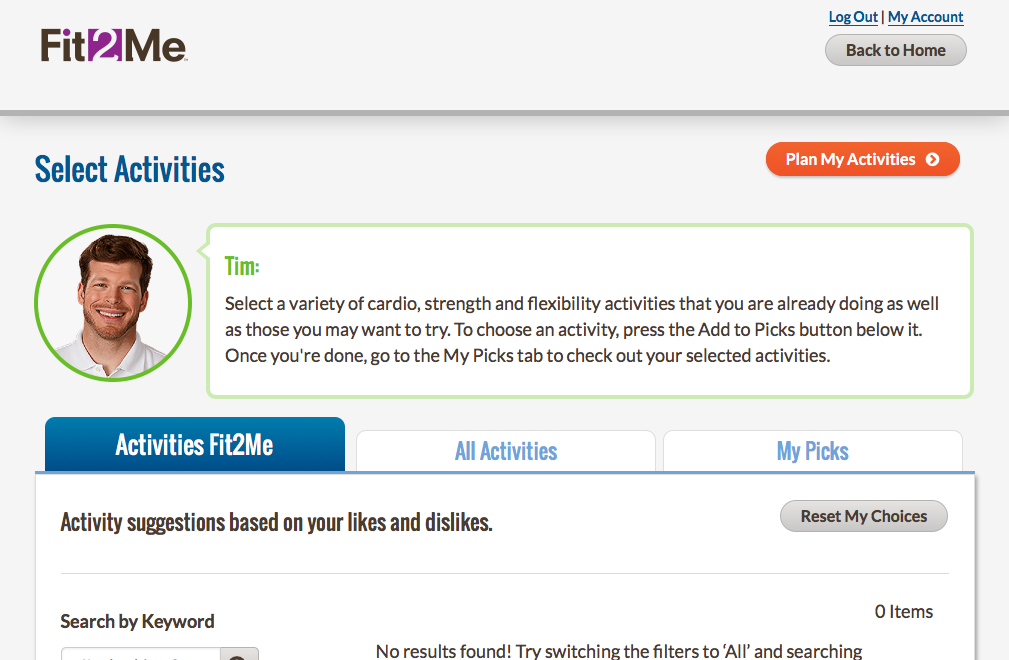 Log Out | My Account
Fit2Me
Back to Home
Select Activities
Plan My Activities
Tim:
Select a variety of cardio, strength and flexibility activities that you are already doing as well
as those you may want to try. To choose an activity, press the Add to Picks button below it.
Once you're done, go to the My Picks tab to check out your selected activities.
Activities Fit2Me
All Activities
My Picks
Activity suggestions based on your likes and dislikes.
Reset My Choices
0 Items
Search by Keyword
No results found! Try switching the filters to ‘All’ and searching